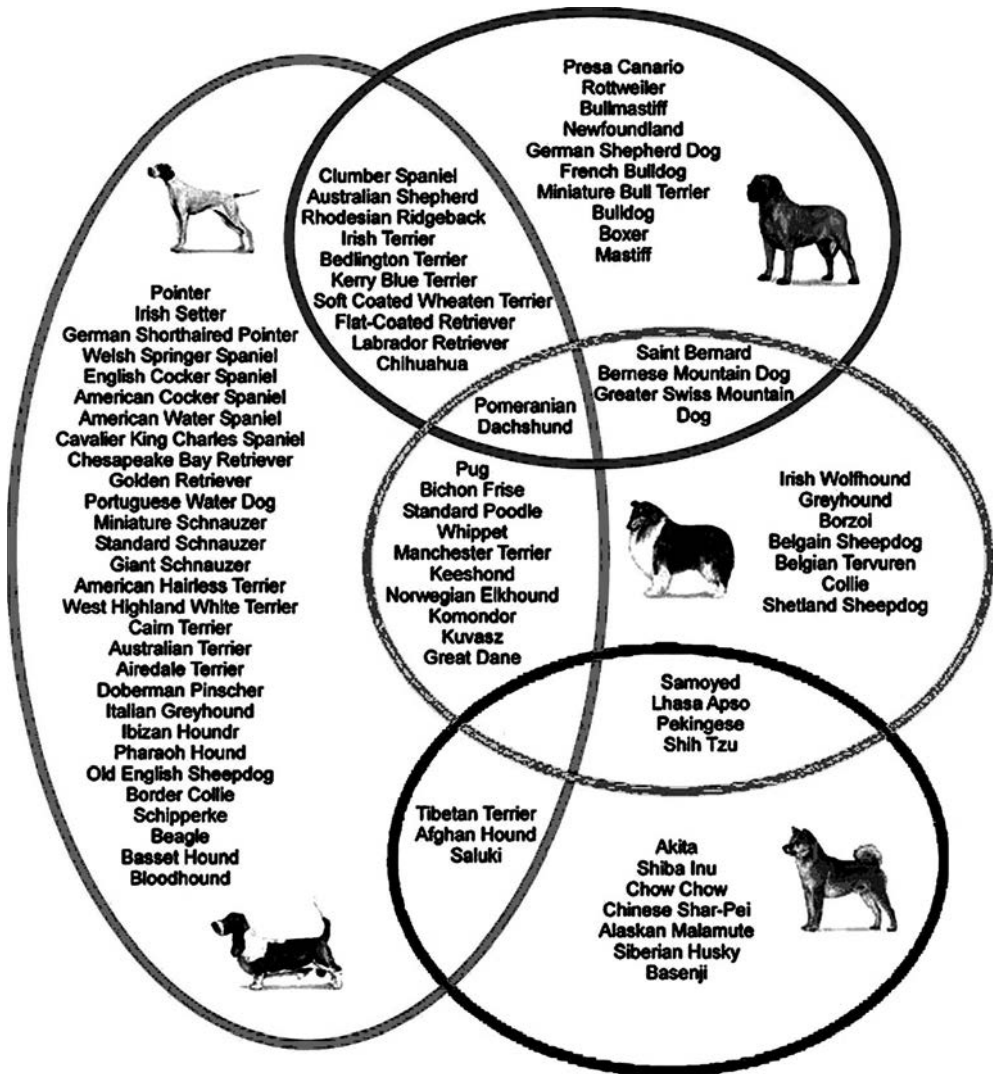 Presa Canario
Rottweiler
Bullmastiff
Newfoundland
German Shepherd Dog
French Bulldog
Miniature Bull Terrier
Bulldog
Boxer
Mastiff
Clumber Spaniel
Australian Shepherd
Rhodesian Ridgeback
Irish Terrier
Bedlington Terrier
Kerry Blue Terrier
Soft Coated Wheaten Terrier
Flat-Coated Retriever
Labrador Retriever
Chihuahua
Pointer
Irish Setter
German Shorthaired Pointer
Welsh Springer Spaniel
English Cocker Spaniel
American Cocker Spaniel
American Water Spaniel
Cavalier King Charles Spaniel
Chesapeake Bay Retriever
Golden Retriever
Portuguese Water Dog
Miniature Schnauzer
Standard Schnauzer
Giant Schnauzer
American Hairless Terrier
West Highland White Terrier
Cairn Terrier
Australian Terrier
Airedale Terrier
Doberman Pinscher
Italian Greyhound
Ibizan Houndr
Pharaoh Hound
Old English Sheepdog
Border Collie
Schipperke
Beagle
Basset Hound
Bloodhound
Saint Bernard
Bernese Mountain Dog
Greater Swiss Mountain
Dog
Pomeranian
Dachshund
Pug
Bichon Frise
Standard Poodle
Whippet
Manchester Terrier
Keeshond
Norwegian Elkhound
Komondor
Kuvasz
Great Dane
Irish Wolfhound
Greyhound
Borzoi
Belgain Sheepdog
Belgian Tervuren
Collie
Shetland Sheepdog
Samoyed
Lhasa Apso
Pekingese
Shih Tzu
Tibetan Terrier
Afghan Hound
Saluki
Akita
Shiba Inu
Chow Chow
Chinese Shar-Pei
Alaskan Malamute
Siberian Husky
Basenji